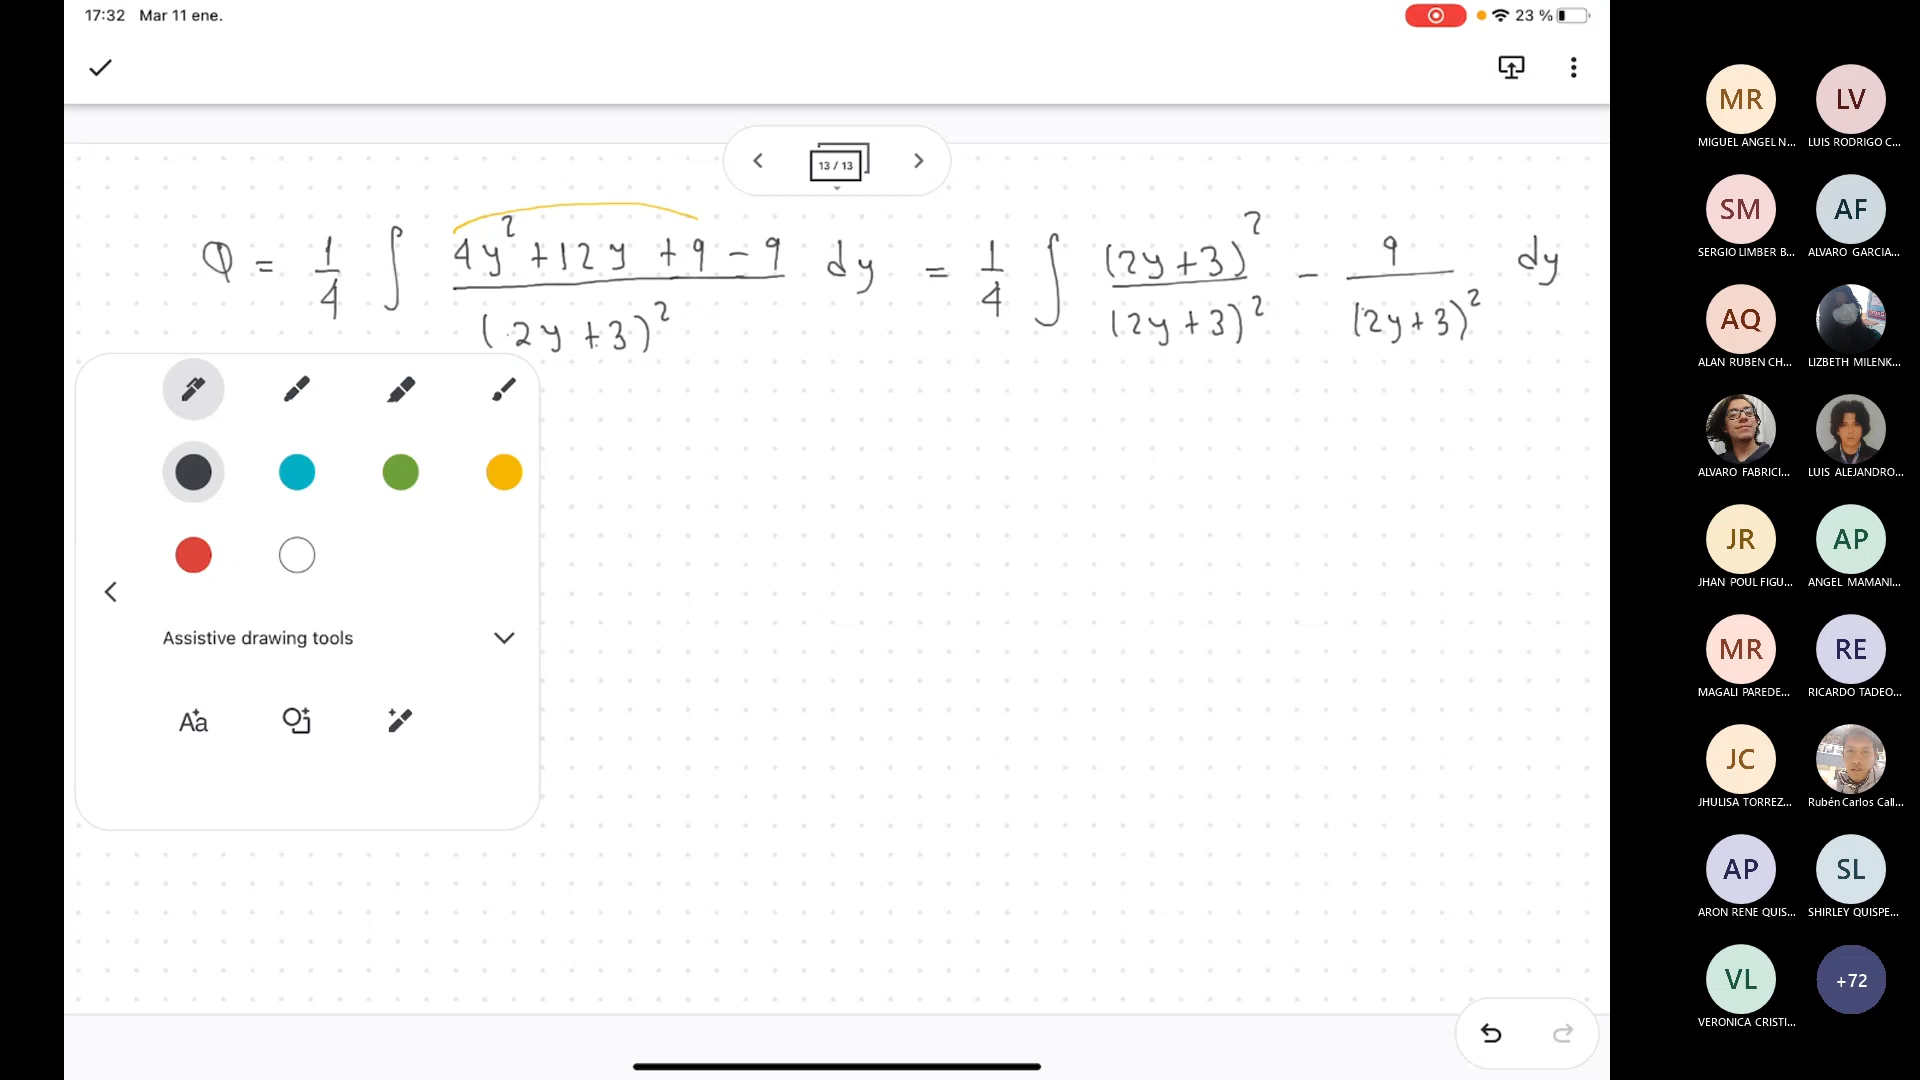 17:32 Mar 11 ene.
23 %
13 / 13
Q = 1/4 ∫ (4y² + 12y + 9 - 9)/(2y + 3)² dy = 1/4 ∫ (2y + 3)²/(2y + 3)² - 9/(2y + 3)² dy
Assistive drawing tools
Aa
MR LV
MIGUEL ANGEL N... LUIS RODRIGO C...
SM AF
SERGIO LIMBER B... ALVARO GARCIA...
AQ
ALAN RUBEN CH... LIZBETH MILENK...
ALVARO FABRICI... LUIS ALEJANDRO...
JR AP
JHAN POUL FIGU... ANGEL MAMANI...
MR RE
MAGALI PAREDE... RICARDO TADEO...
JC
JHULISA TORREZ... Rubén Carlos Call...
AP SL
ARON RENE QUIS... SHIRLEY QUISPE...
VL +72
VERONICA CRISTI...